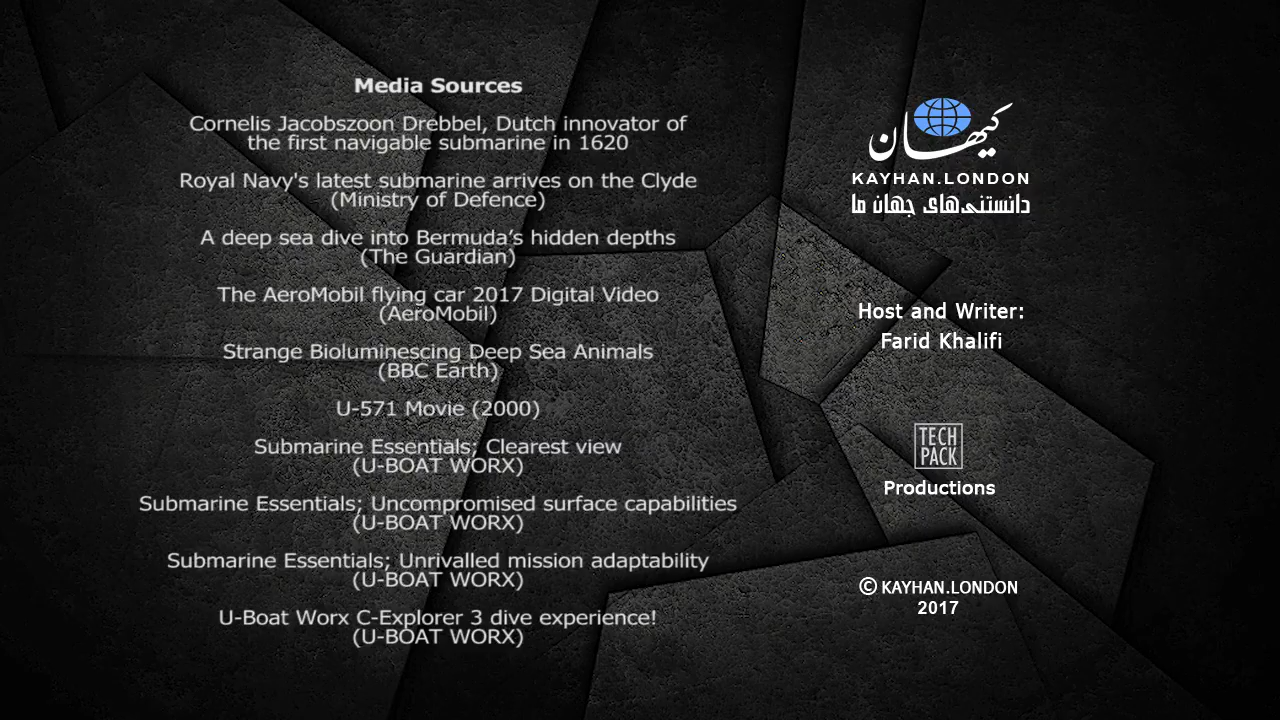 Media Sources
Cornelis Jacobszoon Drebbel, Dutch innovator of
the first navigable submarine in 1620
Royal Navy's latest submarine arrives on the Clyde
(Ministry of Defence)
A deep sea dive into Bermuda’s hidden depths
(The Guardian)
The AeroMobil flying car 2017 Digital Video
(AeroMobil)
Strange Bioluminescing Deep Sea Animals
(BBC Earth)
U-571 Movie (2000)
Submarine Essentials; Clearest view
(U-BOAT WORX)
Submarine Essentials; Uncompromised surface capabilities
(U-BOAT WORX)
Submarine Essentials; Unrivalled mission adaptability
(U-BOAT WORX)
U-Boat Worx C-Explorer 3 dive experience!
(U-BOAT WORX)
کیهان
KAYHAN.LONDON
دانستنی‌های جهان ما
Host and Writer:
Farid Khalifi
TECH
PACK
Productions
© KAYHAN.LONDON
2017